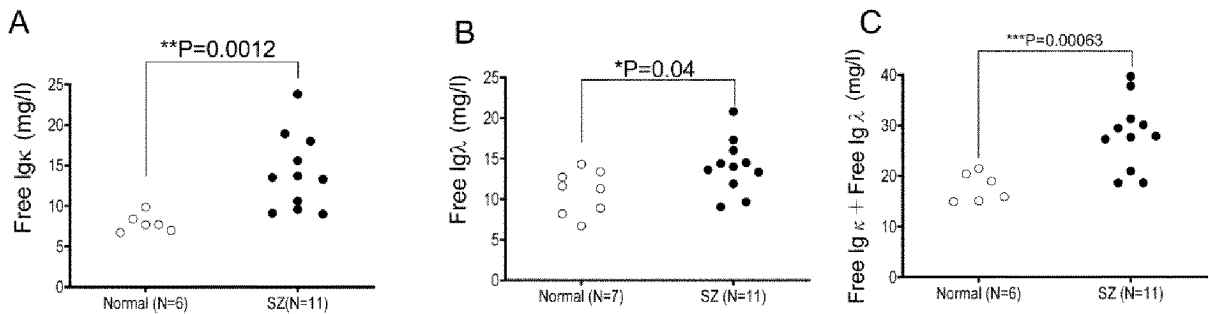 A
**P=0.0012
Free Igκ (mg/l)
25
20
15
10
5
0
Normal (N=6)
SZ(N=11)
B
*P=0.04
Free Igλ (mg/l)
25
20
15
10
5
0
Normal (N=7)
SZ (N=11)
C
***P=0.00063
Free Ig κ + Free Ig λ (mg/l)
40
30
20
10
0
Normal (N=6)
SZ (N=11)